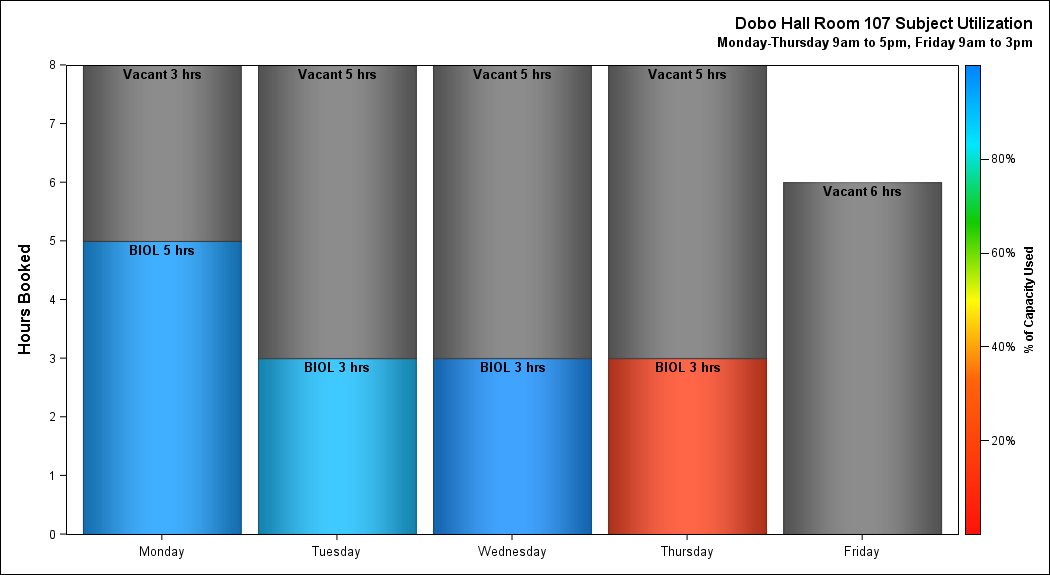 Dobo Hall Room 107 Subject Utilization
Monday-Thursday 9am to 5pm, Friday 9am to 3pm
Hours Booked
8
7
6
5
4
3
2
1
0
Vacant 3 hrs
BIOL 5 hrs
Vacant 5 hrs
BIOL 3 hrs
Vacant 5 hrs
BIOL 3 hrs
Vacant 5 hrs
BIOL 3 hrs
Vacant 6 hrs
Monday
Tuesday
Wednesday
Thursday
Friday
80%
60%
40%
20%
% of Capacity Used